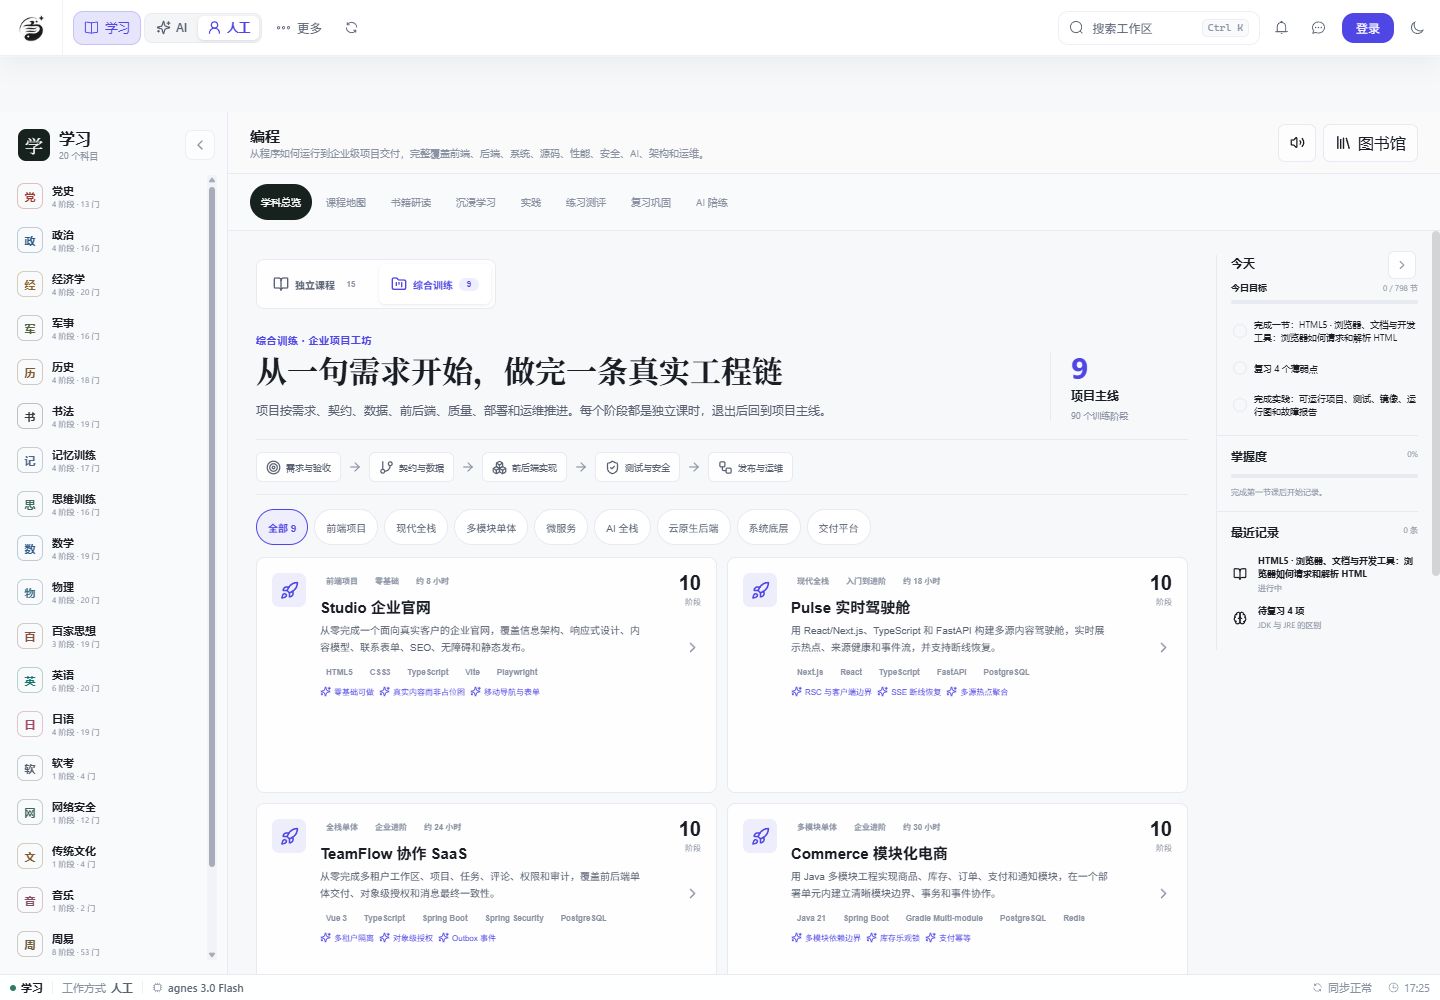 学习
AI
人工
更多
搜索工作区
Ctrl K
登录
学
学习
20 个科目
党
党史
4 阶段 · 13 门
政
政治
4 阶段 · 16 门
经
经济学
4 阶段 · 20 门
军
军事
4 阶段 · 16 门
历
历史
4 阶段 · 18 门
书
书法
4 阶段 · 19 门
记
记忆训练
4 阶段 · 17 门
思
思维训练
4 阶段 · 16 门
数
数学
4 阶段 · 19 门
物
物理
4 阶段 · 20 门
百
百家思想
3 阶段 · 19 门
英
英语
6 阶段 · 20 门
日
日语
4 阶段 · 19 门
软
软考
1 阶段 · 4 门
网
网络安全
1 阶段 · 12 门
文
传统文化
1 阶段 · 4 门
音
音乐
1 阶段 · 2 门
周
周易
8 阶段 · 53 门
编程
从程序如何运行到企业级项目交付，完整覆盖前端、后端、系统、源码、性能、安全、AI、架构和运维。
图书馆
学科总览
课程地图
书籍研读
沉浸学习
实践
练习测评
复习巩固
AI 陪练
独立课程 15
综合训练 9
综合训练 · 企业项目工坊
从一句需求开始，做完一条真实工程链
项目按需求、契约、数据、前后端、质量、部署和运维推进。每个阶段都是独立课时，退出后回到项目主线。
9
项目主线
90 个训练阶段
需求与验收
契约与数据
前后端实现
测试与安全
发布与运维
全部 9
前端项目
现代全栈
多模块单体
微服务
AI 全栈
云原生后端
系统底层
交付平台
前端项目 零基础 约 8 小时
10
阶段
Studio 企业官网
从零完成一个面向真实客户的企业官网，覆盖信息架构、响应式设计、内
容模型、联系表单、SEO、无障碍和静态发布。
HTML5 CSS3 TypeScript Vite Playwright
零基础可做 真实内容而非占位图 移动导航与表单
现代全栈 入门到进阶 约 18 小时
10
阶段
Pulse 实时驾驶舱
用 React/Next.js、TypeScript 和 FastAPI 构建多源内容驾驶舱，实时展
示热点、来源健康和事件流，并支持断线恢复。
Next.js React TypeScript FastAPI PostgreSQL
RSC 与客户端边界 SSE 断线恢复 多源热点聚合
全栈单体 企业进阶 约 24 小时
10
阶段
TeamFlow 协作 SaaS
从零完成多租户工作区、项目、任务、评论、权限和审计，覆盖前后端单
体交付、对象级授权和消息最终一致性。
Vue 3 TypeScript Spring Boot Spring Security PostgreSQL
多租户隔离 对象级授权 Outbox 事件
多模块单体 企业进阶 约 30 小时
10
阶段
Commerce 模块化电商
用 Java 多模块工程实现商品、库存、订单、支付和通知模块，在一个部
署单元内建立清晰模块边界、事务和事件协作。
Java 21 Spring Boot Gradle Multi-module PostgreSQL Redis
多模块依赖边界 库存乐观锁 支付幂等
今天
今日目标
0 / 798 节
完成一节：HTML5 · 浏览器、文档与开发
工具：浏览器如何请求和解析 HTML
复习 4 个薄弱点
完成实践：可运行项目、测试、镜像、运
行图和故障报告
掌握度
0%
完成第一节课后开始记录。
最近记录
0 条
HTML5 · 浏览器、文档与开发工具：浏
览器如何请求和解析 HTML
进行中
待复习 4 项
JDK 与 JRE 的区别
学习
工作方式 人工
agnes 3.0 Flash
同步正常
17:25